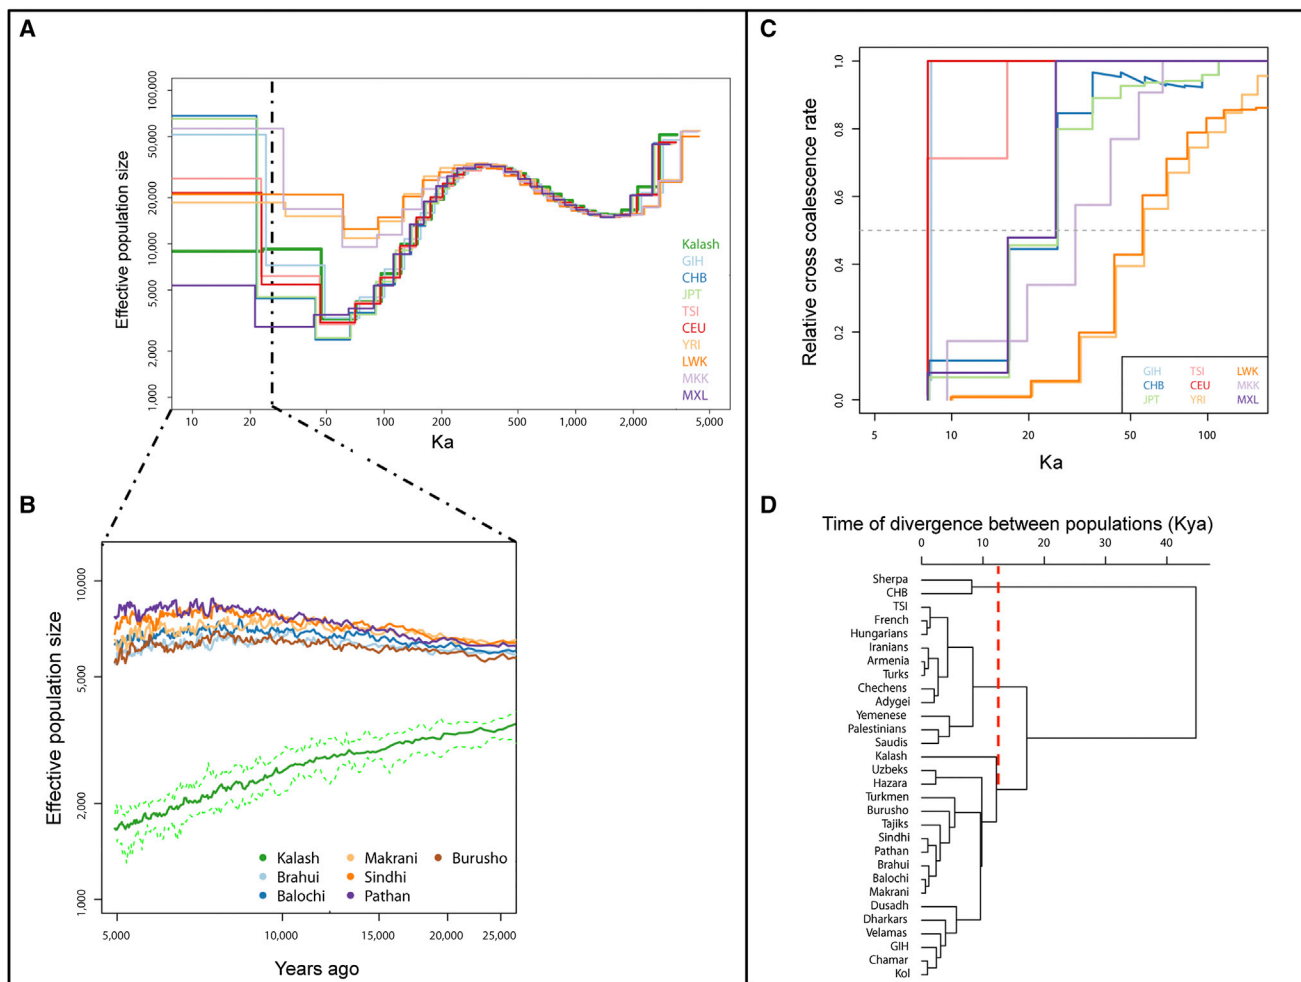 A
Effective population size
100,000
50,000
20,000
10,000
5,000
2,000
1,000
Kalash
GIH
CHB
JPT
TSI
CEU
YRI
LWK
MKK
MXL
10 20 50 100 200 500 1,000 2,000 5,000
Ka
B
Effective population size
10,000
5,000
2,000
1,000
Kalash Makrani Burusho
Brahui Sindhi
Balochi Pathan
5,000 10,000 15,000 20,000 25,000
Years ago
C
Relative cross coalescence rate
1.0
0.8
0.6
0.4
0.2
0.0
GIH TSI LWK
CHB CEU MKK
JPT YRI MXL
5 10 20 50 100
Ka
D
Time of divergence between populations (Kya)
0 10 20 30 40
Sherpa
CHB
TSI
French
Hungarians
Iranians
Armenia
Turks
Chechens
Adygei
Yemenese
Palestinians
Saudis
Kalash
Uzbeks
Hazara
Turkmen
Burusho
Tajiks
Sindhi
Pathan
Brahui
Balochi
Makrani
Dusadh
Dharkars
Velamas
GIH
Chamar
Kol